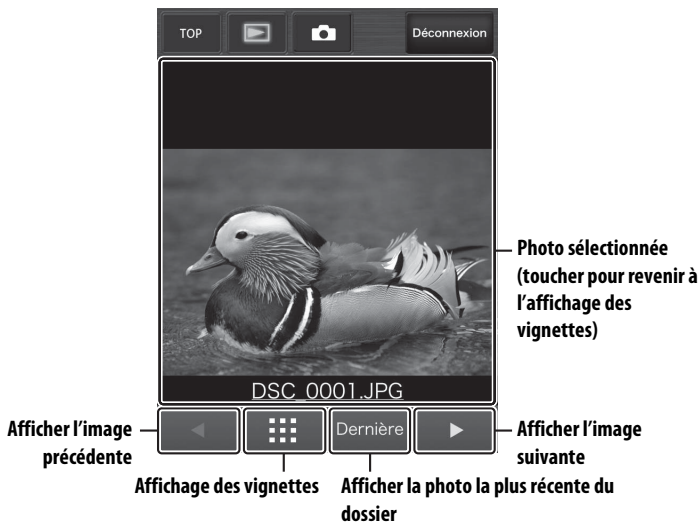 TOP
Déconnexion
Photo sélectionnée
(toucher pour revenir à
l'affichage des
vignettes)
DSC_0001.JPG
Dernière
Afficher l'image
précédente
Afficher l'image
suivante
Affichage des vignettes
Afficher la photo la plus récente du
dossier